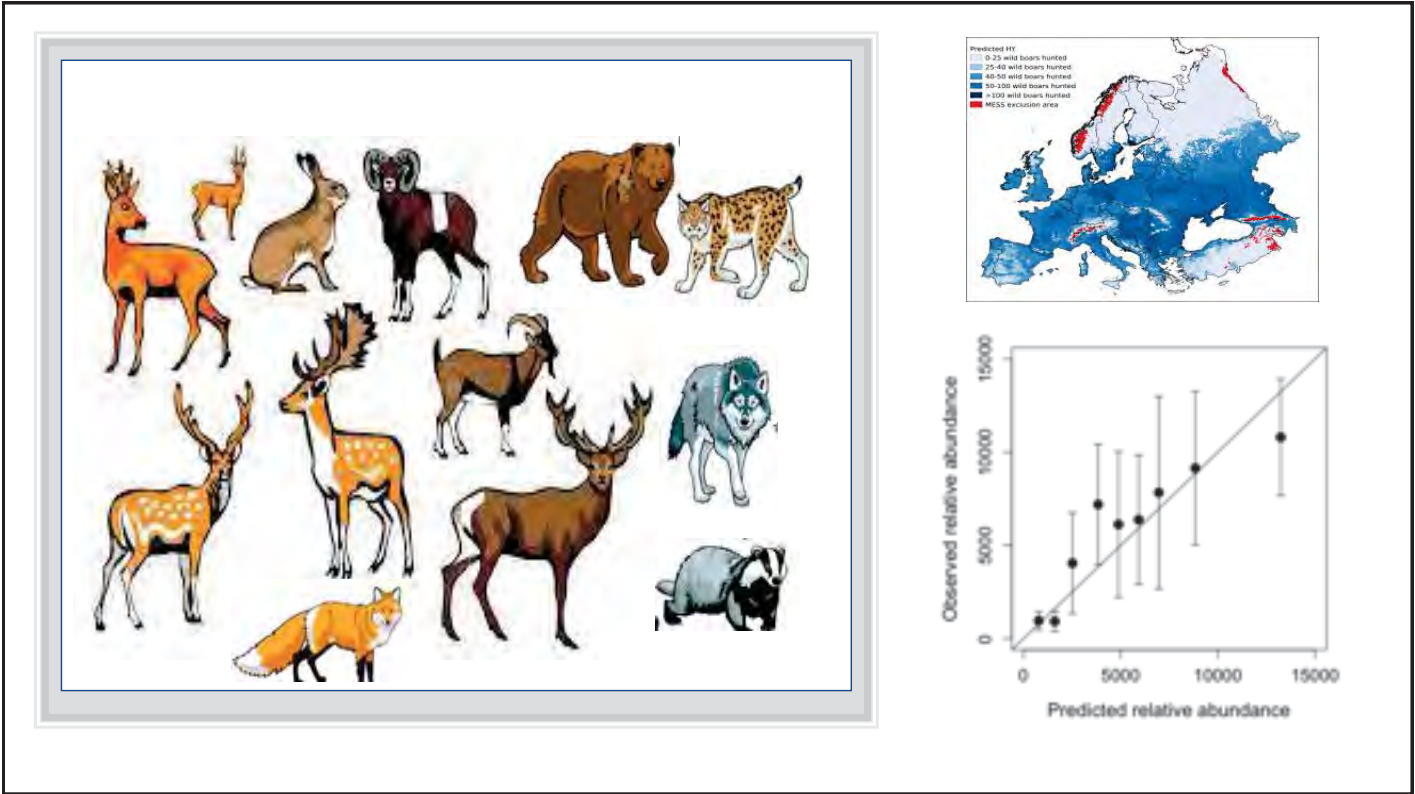 Predicted HY
0-25 wild boars hunted
25-40 wild boars hunted
40-50 wild boars hunted
50-100 wild boars hunted
>100 wild boars hunted
MESS exclusion area
Observed relative abundance
15000
10000
5000
0
0 5000 10000 15000
Predicted relative abundance